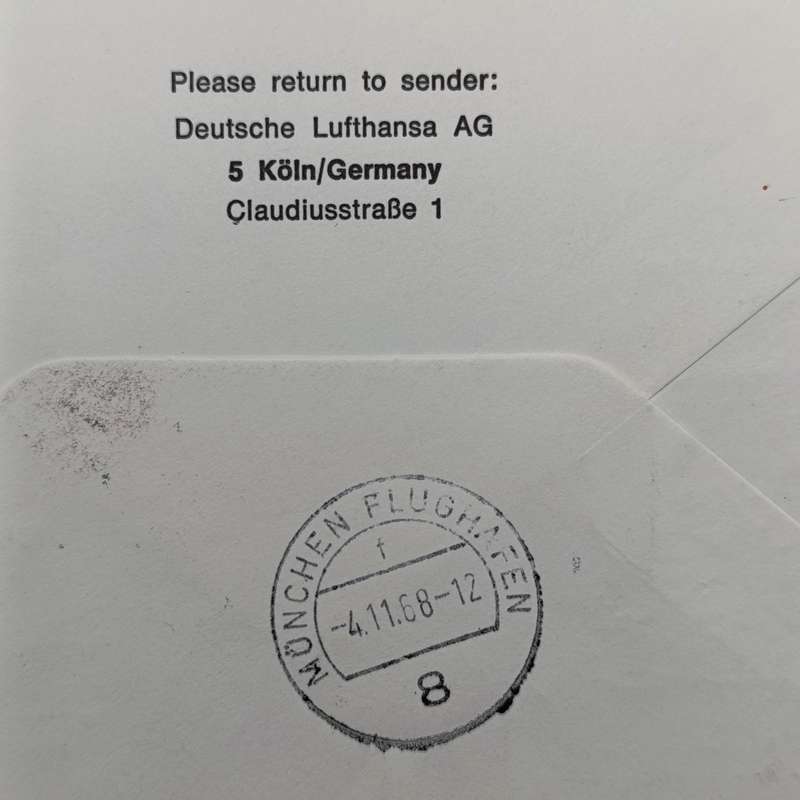 Please return to sender:
Deutsche Lufthansa AG
5 Köln/Germany
Claudiusstraße 1
MÜNCHEN FLUGHAFEN
f
-4.11.68-12
8